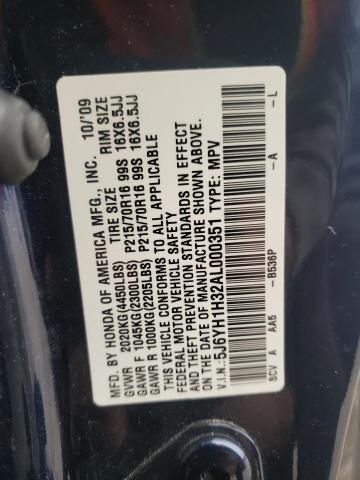 MFD. BY HONDA OF AMERICA MFG., INC. 10/'09
TIRE SIZE RIM SIZE
GVWR 2020KG(4450LBS)
GAWR F 1045KG(2300LBS) P215/70R16 99S 16X6.5JJ
GAWR R 1000KG(2205LBS) P215/70R16 99S 16X6.5JJ
THIS VEHICLE CONFORMS TO ALL APPLICABLE
FEDERAL MOTOR VEHICLE SAFETY
AND THEFT PREVENTION STANDARDS IN EFFECT
ON THE DATE OF MANUFACTURE SHOWN ABOVE.
V.I.N.: 5J6YH1H32AL000351 TYPE: MPV
SCV A AA5 - B536P -A -L